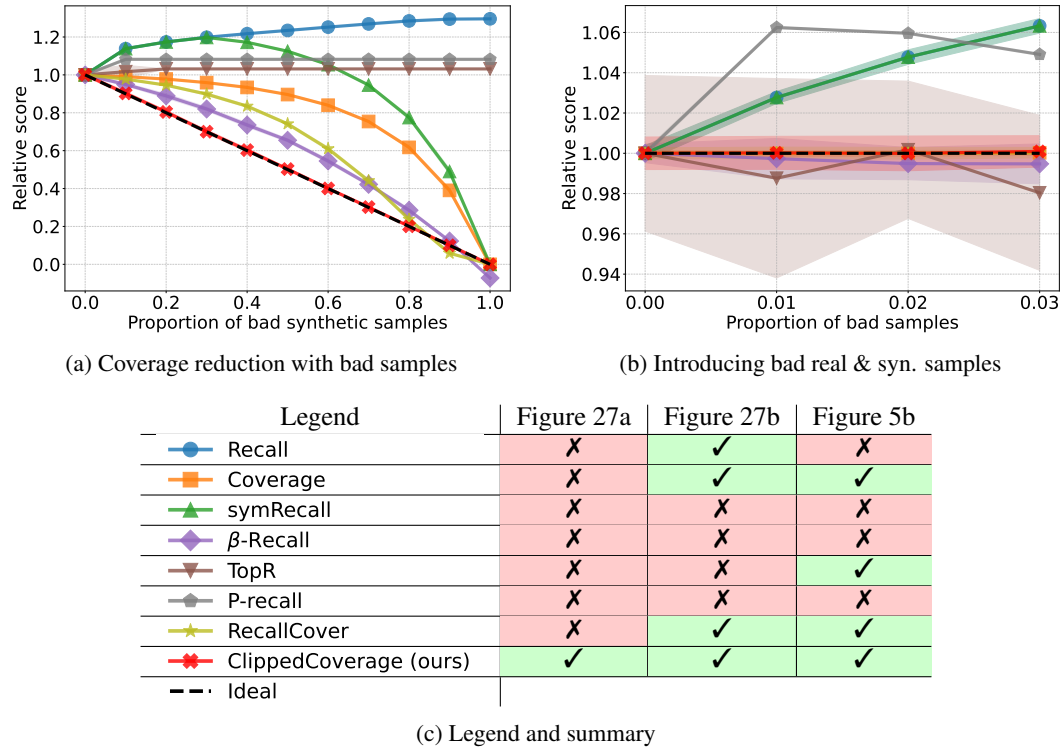 1.2
1.0
0.8
0.6
0.4
0.2
0.0
Relative score
0.0 0.2 0.4 0.6 0.8 1.0
Proportion of bad synthetic samples
(a) Coverage reduction with bad samples
1.06
1.04
1.02
1.00
0.98
0.96
0.94
Relative score
0.00 0.01 0.02 0.03
Proportion of bad samples
(b) Introducing bad real & syn. samples
Legend Figure 27a Figure 27b Figure 5b
Recall ✗ ✓ ✗
Coverage ✗ ✓ ✓
symRecall ✗ ✗ ✗
β-Recall ✗ ✗ ✗
TopR ✗ ✗ ✓
P-recall ✗ ✗ ✗
RecallCover ✗ ✓ ✓
ClippedCoverage (ours) ✓ ✓ ✓
Ideal
(c) Legend and summary